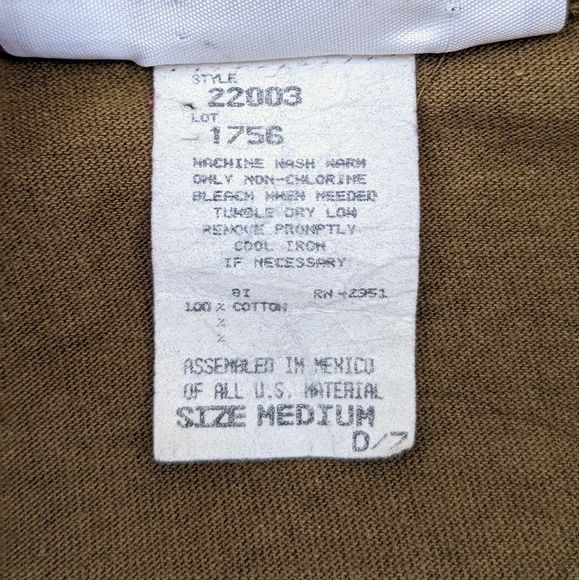 STYLE
22003
LOT
1756
MACHINE WASH WARM
ONLY NON-CHLORINE
BLEACH WHEN NEEDED
TUMBLE DRY LOW
REMOVE PROMPTLY
COOL IRON
IF NECESSARY
BI RN 42951
100 % COTTON
%
%
ASSEMBLED IN MEXICO
OF ALL U.S. MATERIAL
SIZE MEDIUM
D/7